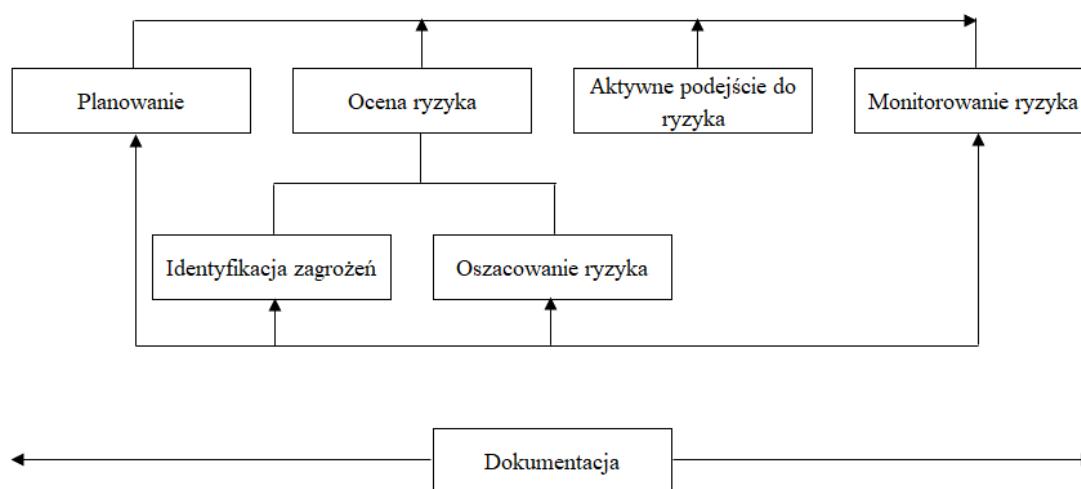 Planowanie
Ocena ryzyka
Aktywne podejście do
ryzyka
Monitorowanie ryzyka
Identyfikacja zagrożeń
Oszacowanie ryzyka
Dokumentacja